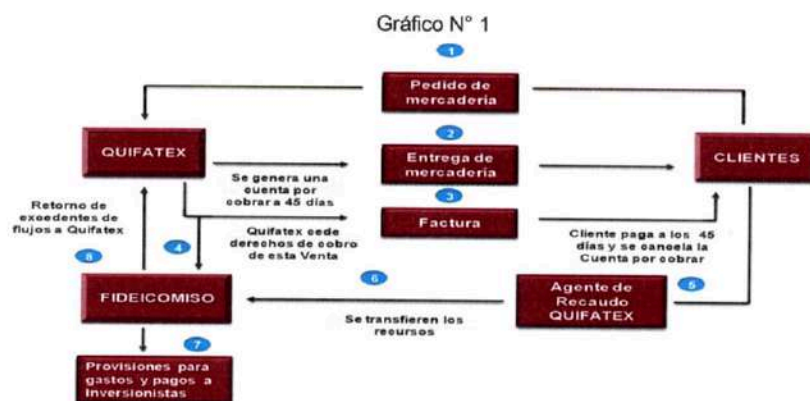 Gráfico N° 1
1
Pedido de
mercadería
2
QUIFATEX
Entrega de
mercadería
CLIENTES
Se genera una
cuenta por
cobrar a 45 días
3
Factura
Retorno de
excedentes de
flujos a Quifatex
8
4
Quifatex cede
derechos de cobro
de esta Venta
Cliente paga a los 45
días y se cancela la
Cuenta por cobrar
6
FIDEICOMISO
Se transfieren los
recursos
Agente de
Recaudo
QUIFATEX
5
7
Provisiones para
gastos y pagos a
Inversionistas